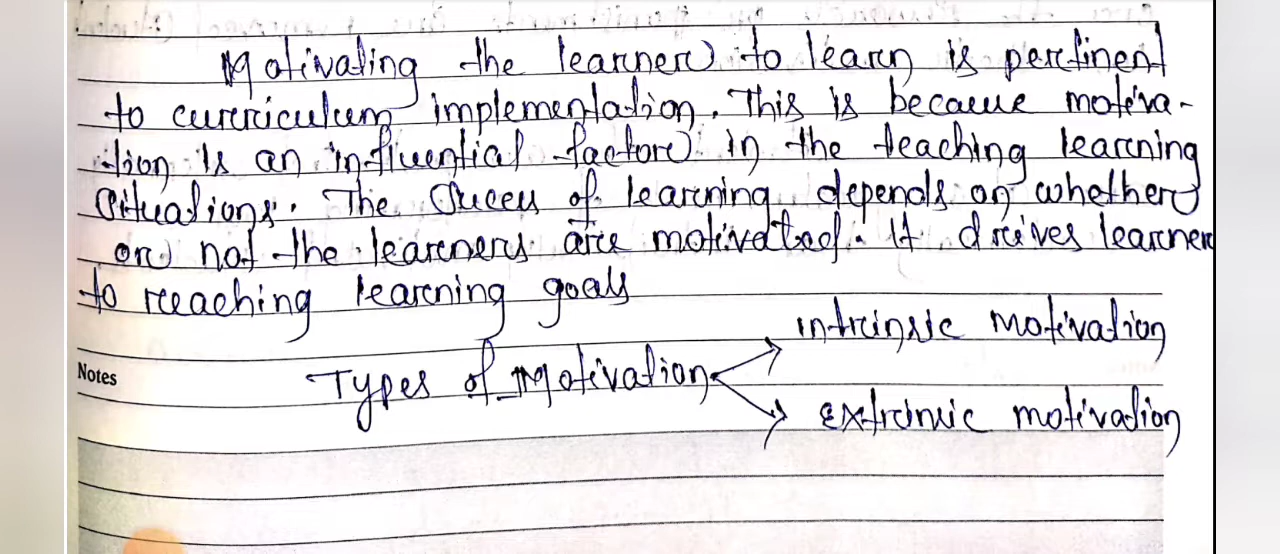 Motivating the learner to learn is pertinent
to curriculum implementation. This is because motiva-
tion is an influential factor in the teaching learning
situations. The Success of learning depends on whether
or not the learners are motivated. It drives learner
to reaching learning goals
intrinsic motivation
Notes
Types of Motivation
extrinsic motivation